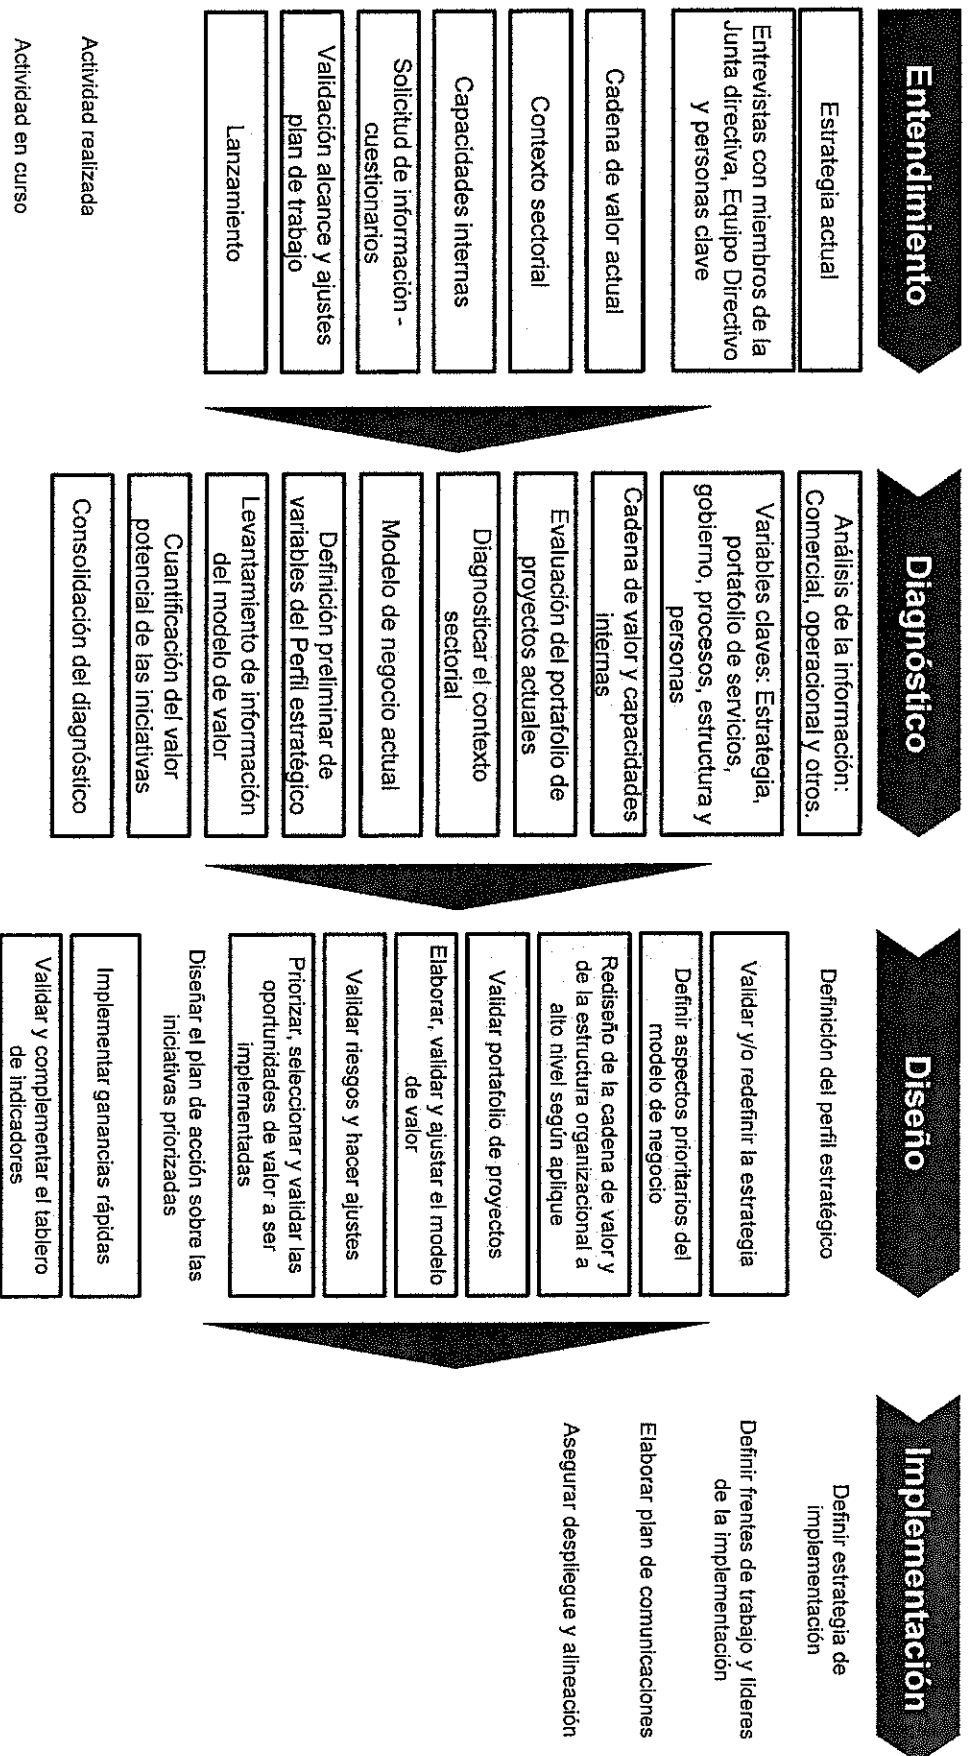 Entendimiento
Estrategia actual
Entrevistas con miembros de la
Junta directiva, Equipo Directivo
y personas clave
Cadena de valor actual
Contexto sectorial
Capacidades internas
Solicitud de información -
cuestionarios
Validación alcance y ajustes
plan de trabajo
Lanzamiento
Actividad realizada
Actividad en curso
Diagnóstico
Análisis de la información:
Comercial, operacional y otros.
Variables claves: Estrategia,
portafolio de servicios,
gobierno, procesos, estructura y
personas
Cadena de valor y capacidades
internas
Evaluación del portafolio de
proyectos actuales
Diagnosticar el contexto
sectorial
Modelo de negocio actual
Definición preliminar de
variables del Perfil estratégico
Levantamiento de información
del modelo de valor
Cuantificación del valor
potencial de las iniciativas
Consolidación del diagnóstico
Diseño
Definición del perfil estratégico
Validar y/o redefinir la estrategia
Definir aspectos prioritarios del
modelo de negocio
Rediseño de la cadena de valor y
de la estructura organizacional a
alto nivel según aplique
Validar portafolio de proyectos
Elaborar, validar y ajustar el modelo
de valor
Validar riesgos y hacer ajustes
Priorizar, seleccionar y validar las
oportunidades de valor a ser
implementadas
Diseñar el plan de acción sobre las
iniciativas priorizadas
Implementar ganancias rápidas
Validar y complementar el tablero
de indicadores
Implementación
Definir estrategia de
implementación
Definir frentes de trabajo y líderes
de la implementación
Elaborar plan de comunicaciones
Asegurar despliegue y alineación